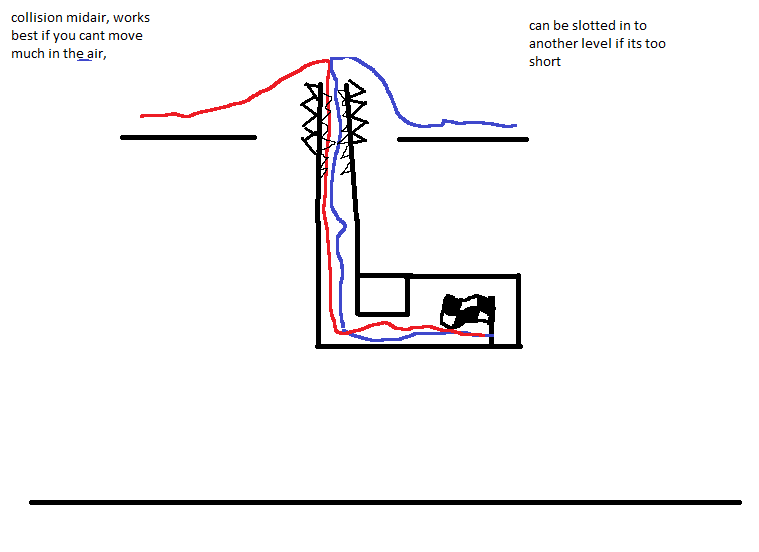 collision midair, works
best if you cant move
much in the air,
can be slotted in to
another level if its too
short